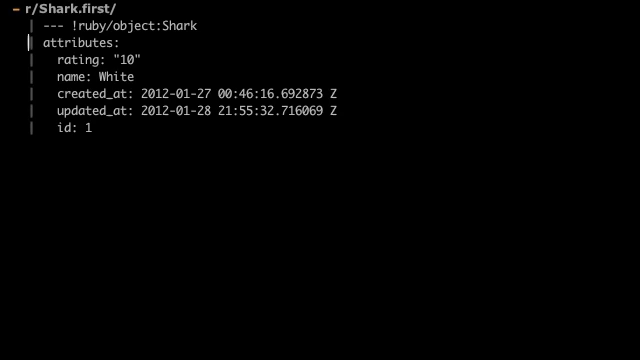 – r/Shark.first/
| --- !ruby/object:Shark
| attributes:
|   rating: "10"
|   name: White
|   created_at: 2012-01-27 00:46:16.692873 Z
|   updated_at: 2012-01-28 21:55:32.716069 Z
|   id: 1